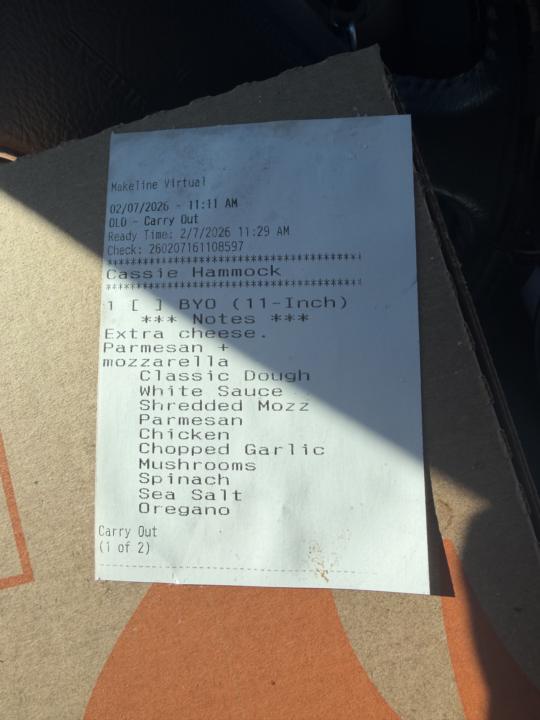 Makeline Virtual
02/07/2026 - 11:11 AM
OLO - Carry Out
Ready Time: 2/7/2026 11:29 AM
Check: 260207161108597
***********************************************
Cassie Hammock
***********************************************
1 [ ] BYO (11-Inch)
*** Notes ***
Extra cheese.
Parmesan +
mozzarella
Classic Dough
White Sauce
Shredded Mozz
Parmesan
Chicken
Chopped Garlic
Mushrooms
Spinach
Sea Salt
Oregano
Carry Out
(1 of 2)